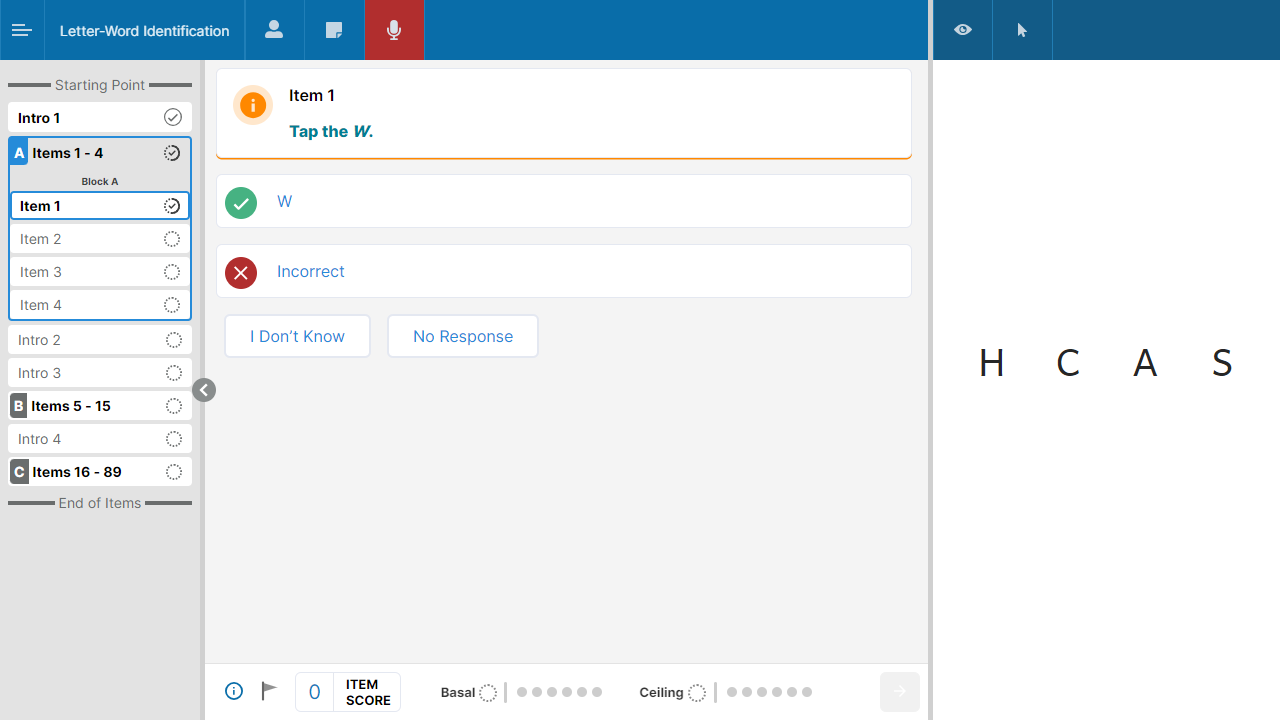 Letter-Word Identification
Starting Point
Intro 1
A Items 1 - 4
Block A
Item 1
Item 2
Item 3
Item 4
Intro 2
Intro 3
B Items 5 - 15
Intro 4
C Items 16 - 89
End of Items
Item 1
Tap the W.
W
Incorrect
I Don’t Know
No Response
H C A S
0 ITEM
SCORE
Basal
Ceiling